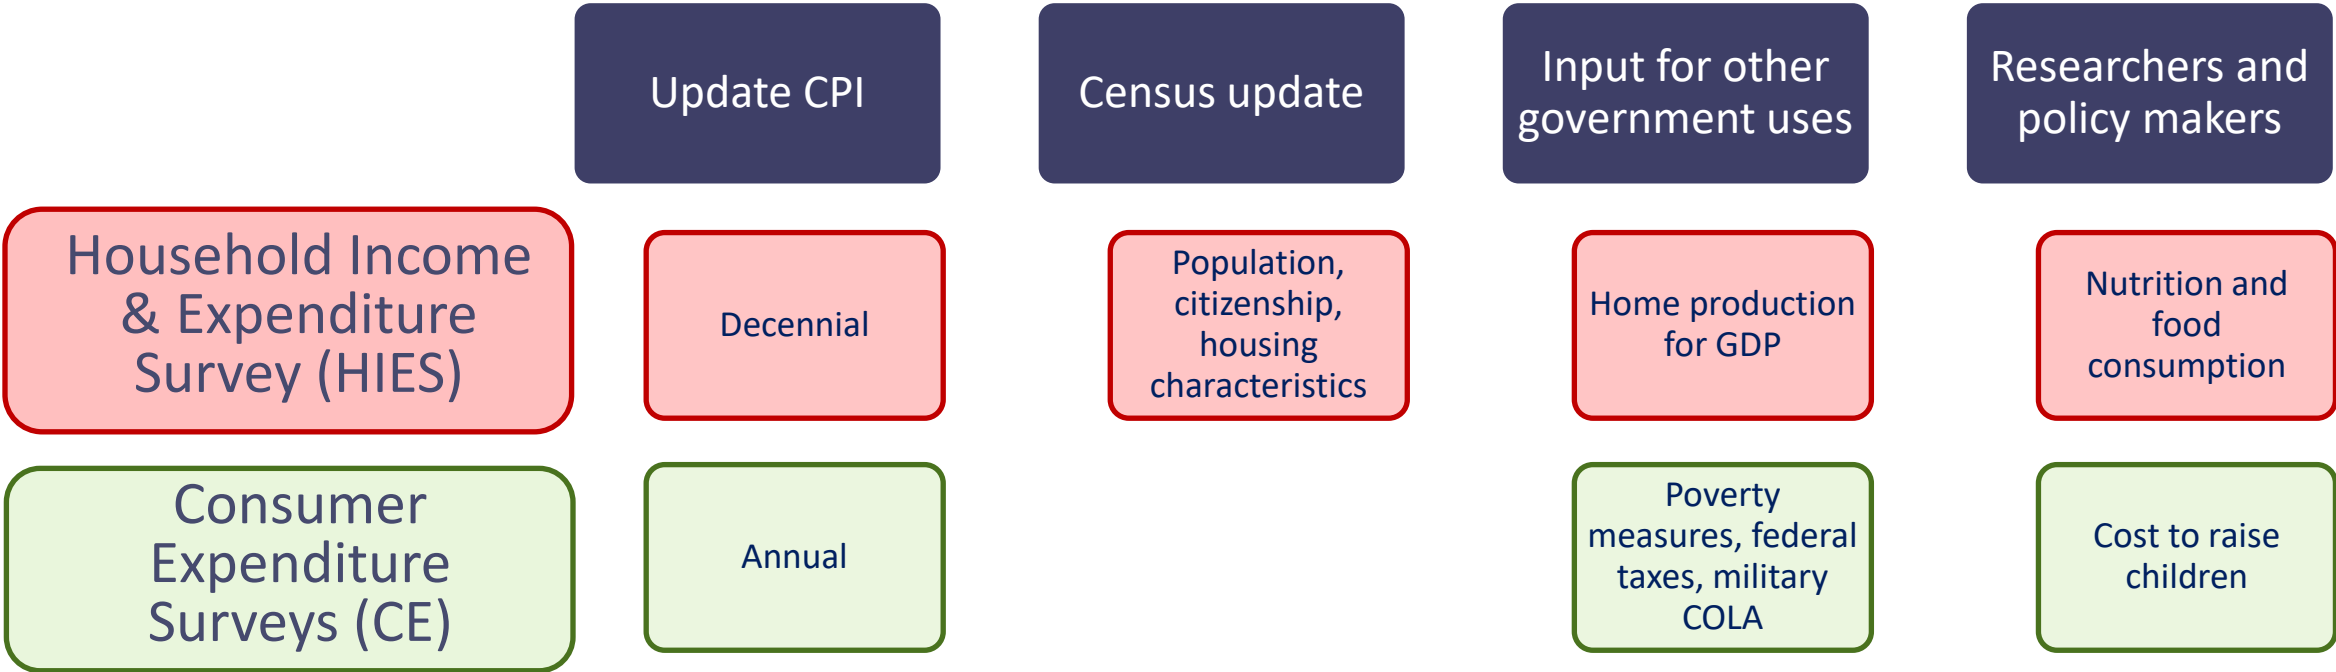 Update CPI
Census update
Input for other
government uses
Researchers and
policy makers
Household Income
& Expenditure
Survey (HIES)
Decennial
Population,
citizenship,
housing
characteristics
Home production
for GDP
Nutrition and
food
consumption
Consumer
Expenditure
Surveys (CE)
Annual
Poverty
measures, federal
taxes, military
COLA
Cost to raise
children